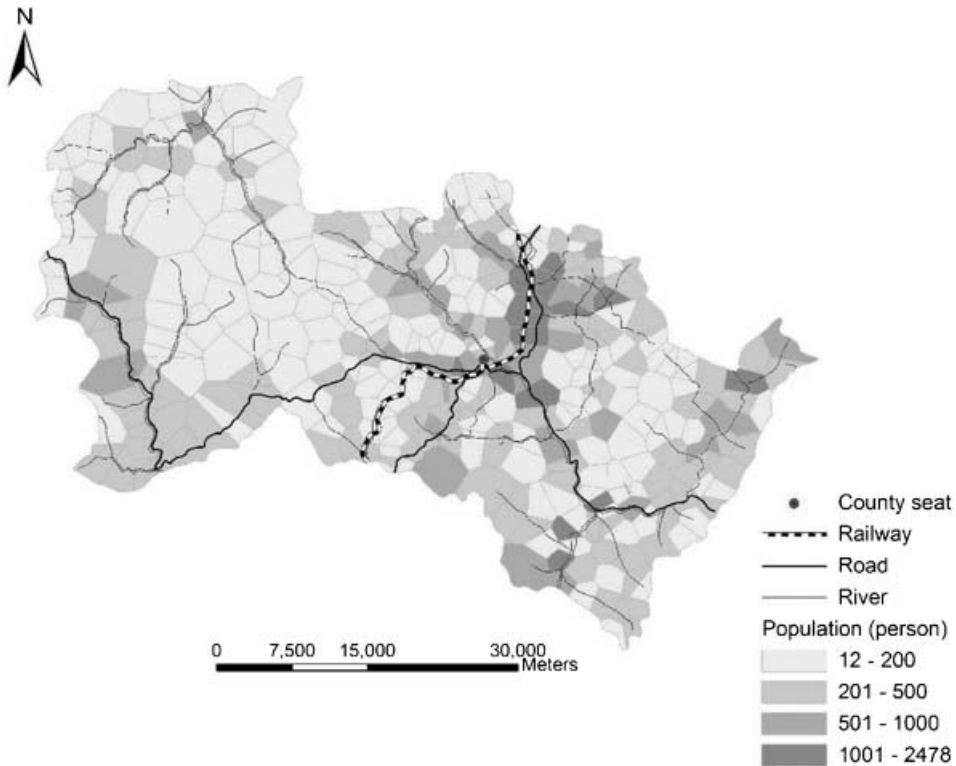 N
County seat
Railway
Road
River
Population (person)
12 - 200
201 - 500
501 - 1000
1001 - 2478
0 7,500 15,000 30,000
Meters